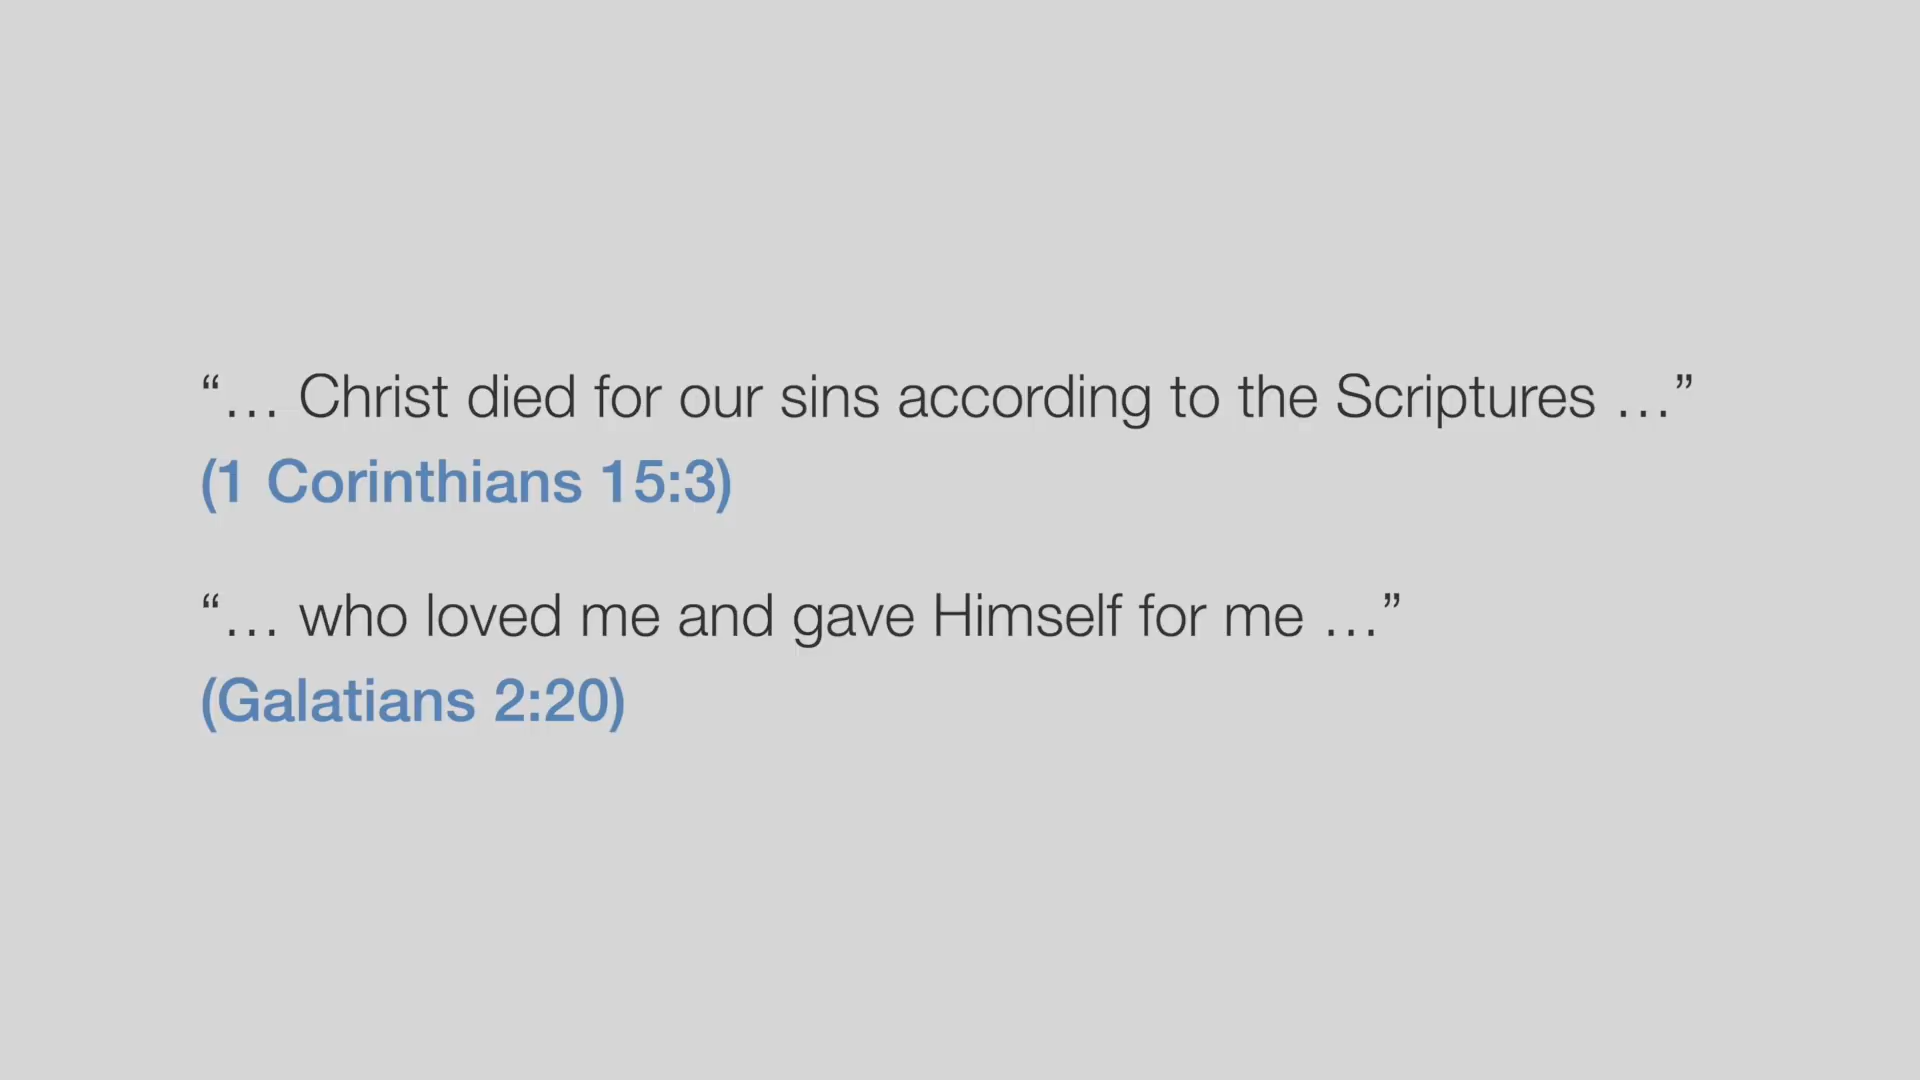 “… Christ died for our sins according to the Scriptures …”
(1 Corinthians 15:3)
“… who loved me and gave Himself for me …”
(Galatians 2:20)